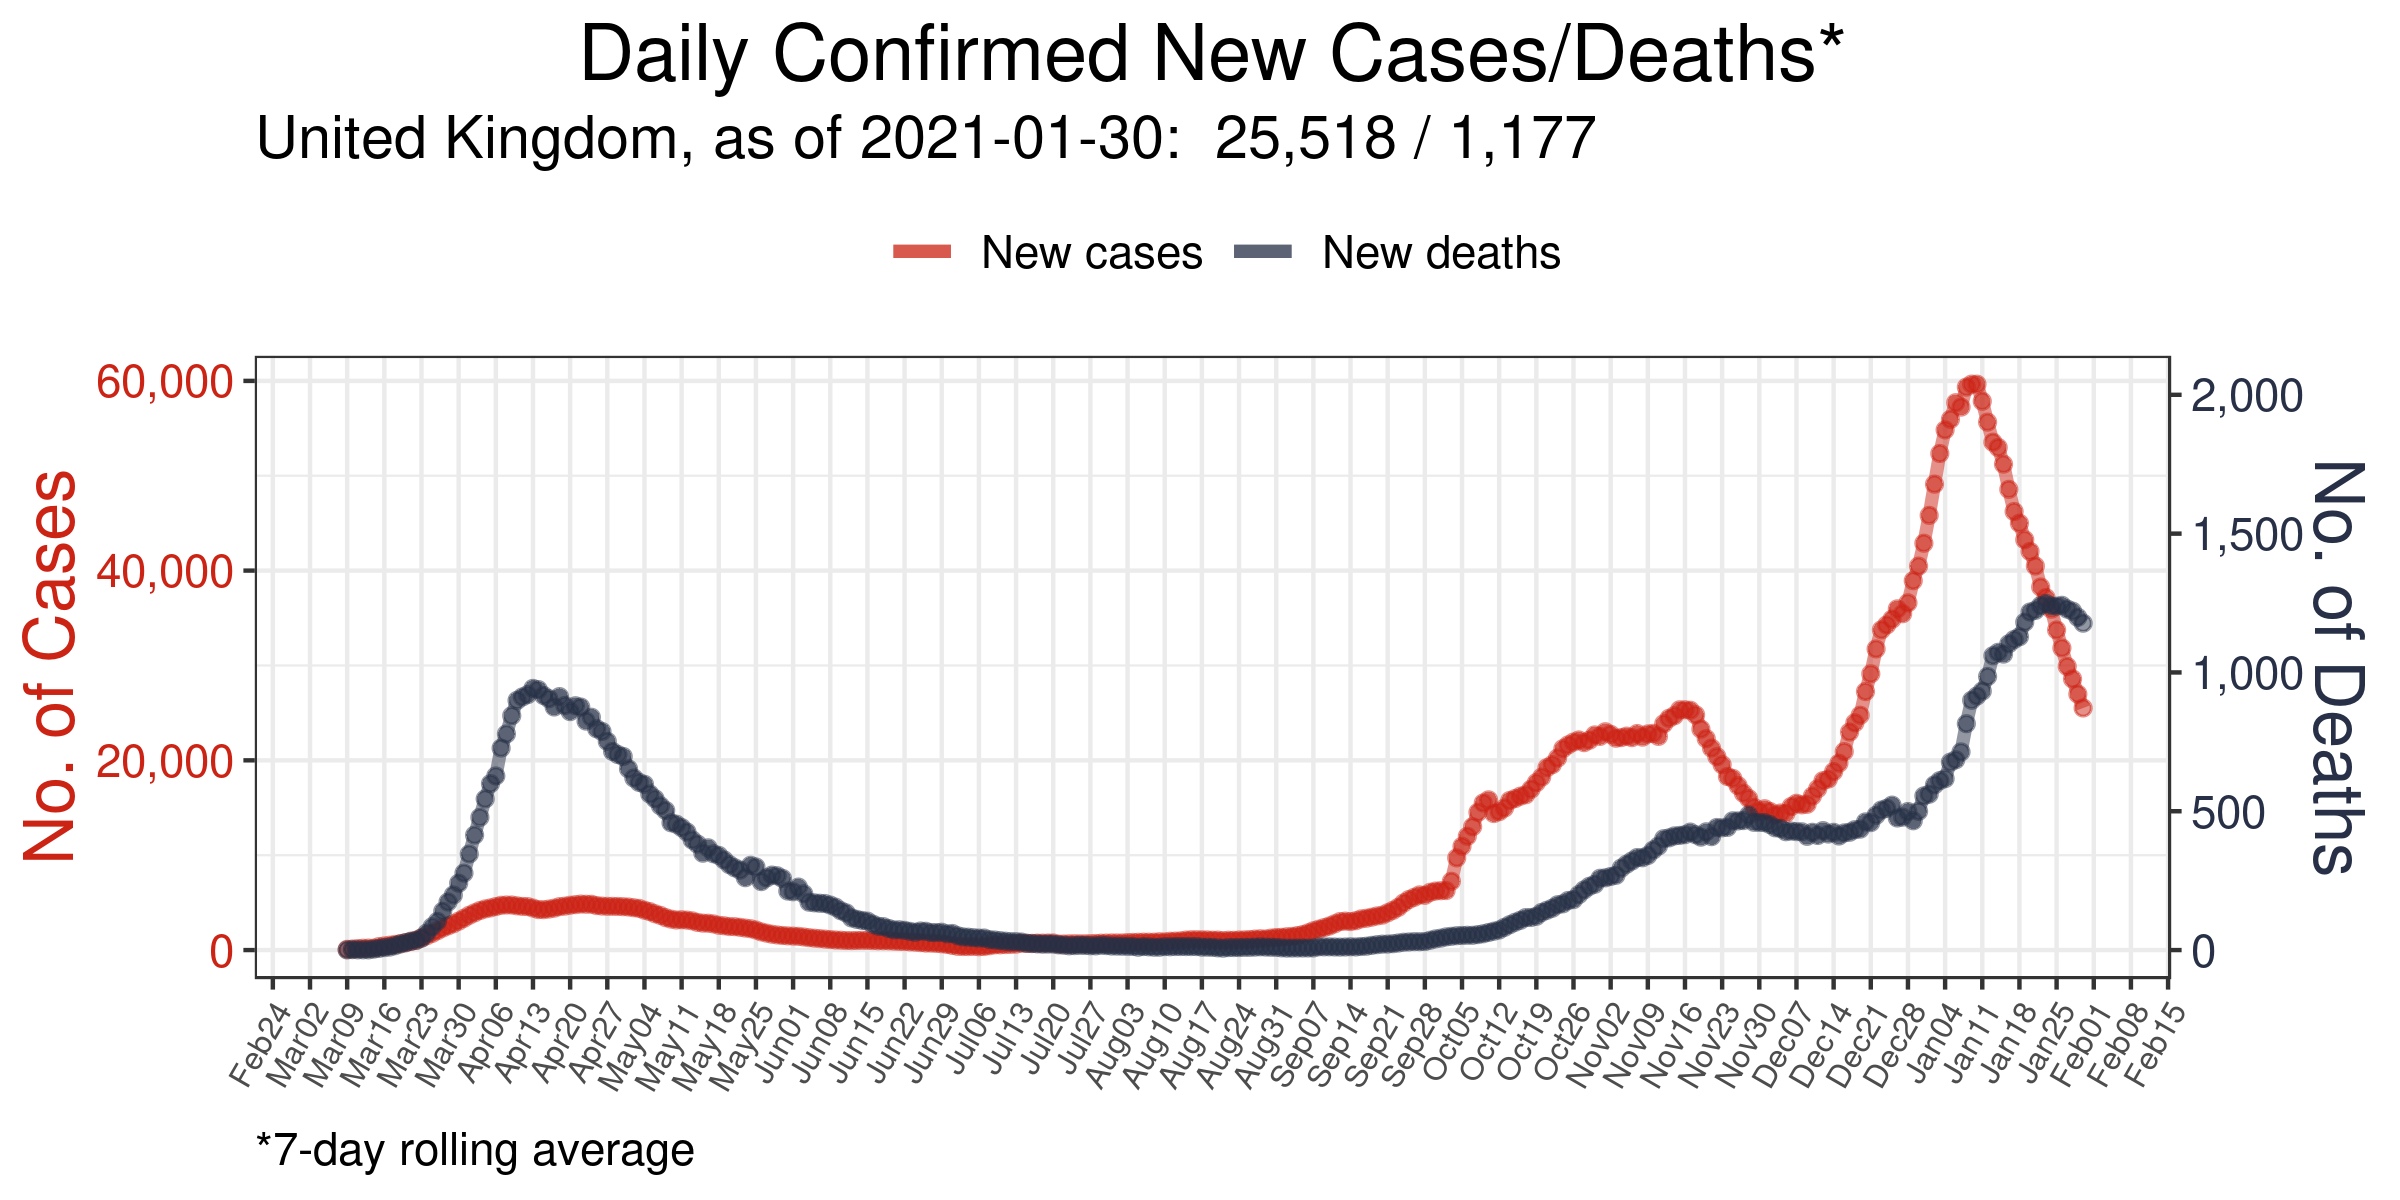 Daily Confirmed New Cases/Deaths*
United Kingdom, as of 2021-01-30:  25,518 / 1,177
New cases
New deaths
No. of Cases
60,000
40,000
20,000
0
2,000
1,500
1,000
500
0
No. of Deaths
Feb24
Mar02
Mar09
Mar16
Mar23
Mar30
Apr06
Apr13
Apr20
Apr27
May04
May11
May18
May25
Jun01
Jun08
Jun15
Jun22
Jun29
Jul06
Jul13
Jul20
Jul27
Aug03
Aug10
Aug17
Aug24
Aug31
Sep07
Sep14
Sep21
Sep28
Oct05
Oct12
Oct19
Oct26
Nov02
Nov09
Nov16
Nov23
Nov30
Dec07
Dec14
Dec21
Dec28
Jan04
Jan11
Jan18
Jan25
Feb01
Feb08
Feb15
*7-day rolling average